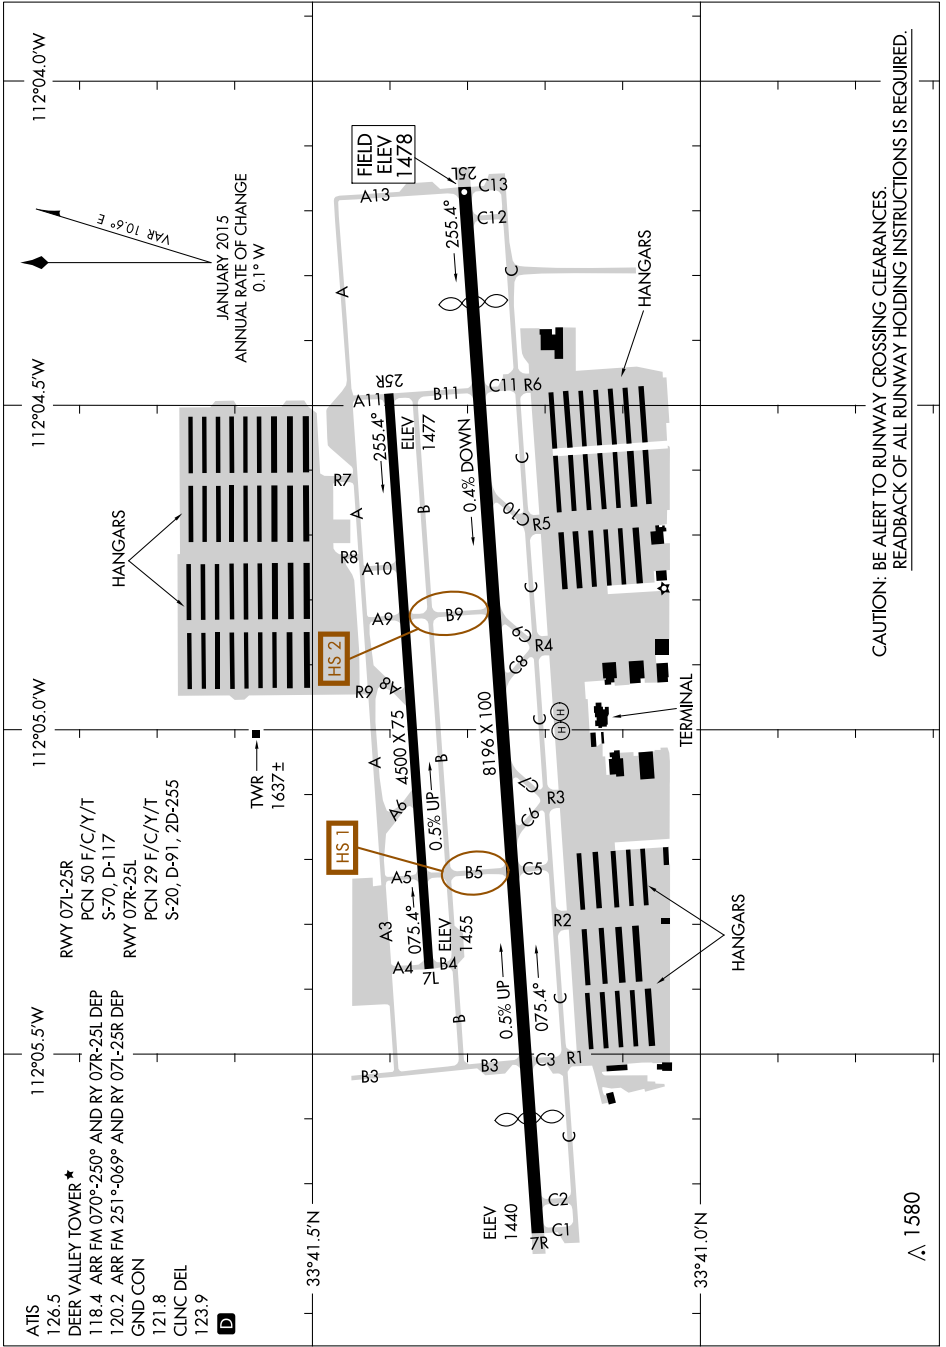 ATIS
126.5
DEER VALLEY TOWER ★
118.4 ARR FM 070°-250° AND RY 07R-25L DEP
120.2 ARR FM 251°-069° AND RY 07L-25R DEP
GND CON
121.8
CLNC DEL
123.9
D
RWY 07L-25R
PCN 50 F/C/Y/T
S-70, D-117
RWY 07R-25L
PCN 29 F/C/Y/T
S-20, D-91, 2D-255
112°05.5'W
112°05.0'W
112°04.5'W
112°04.0'W
VAR 10.6° E
JANUARY 2015
ANNUAL RATE OF CHANGE
0.1° W
HANGARS
TWR
1637±
33°41.5'N
33°41.0'N
HS 1
HS 2
FIELD
ELEV
1478
A13
A
A11
25R
R7
A
R8
A10
A9
R9
A8
A
A6
A5
A3
A4
B3
255.4°
ELEV
1477
B11
B
B9
4500 X 75
B
0.5% UP
075.4°
ELEV
1455
7L
B4
B5
B
B3
25L
255.4°
C13
C12
C
C11
R6
0.4% DOWN
C
C10
R5
C
C9
R4
C8
8196 X 100
C
H
H
C7
R3
C6
C5
R2
0.5% UP
075.4°
C
C3
R1
C
C2
C1
7R
ELEV
1440
HANGARS
TERMINAL
HANGARS
1580
CAUTION: BE ALERT TO RUNWAY CROSSING CLEARANCES.
READBACK OF ALL RUNWAY HOLDING INSTRUCTIONS IS REQUIRED.